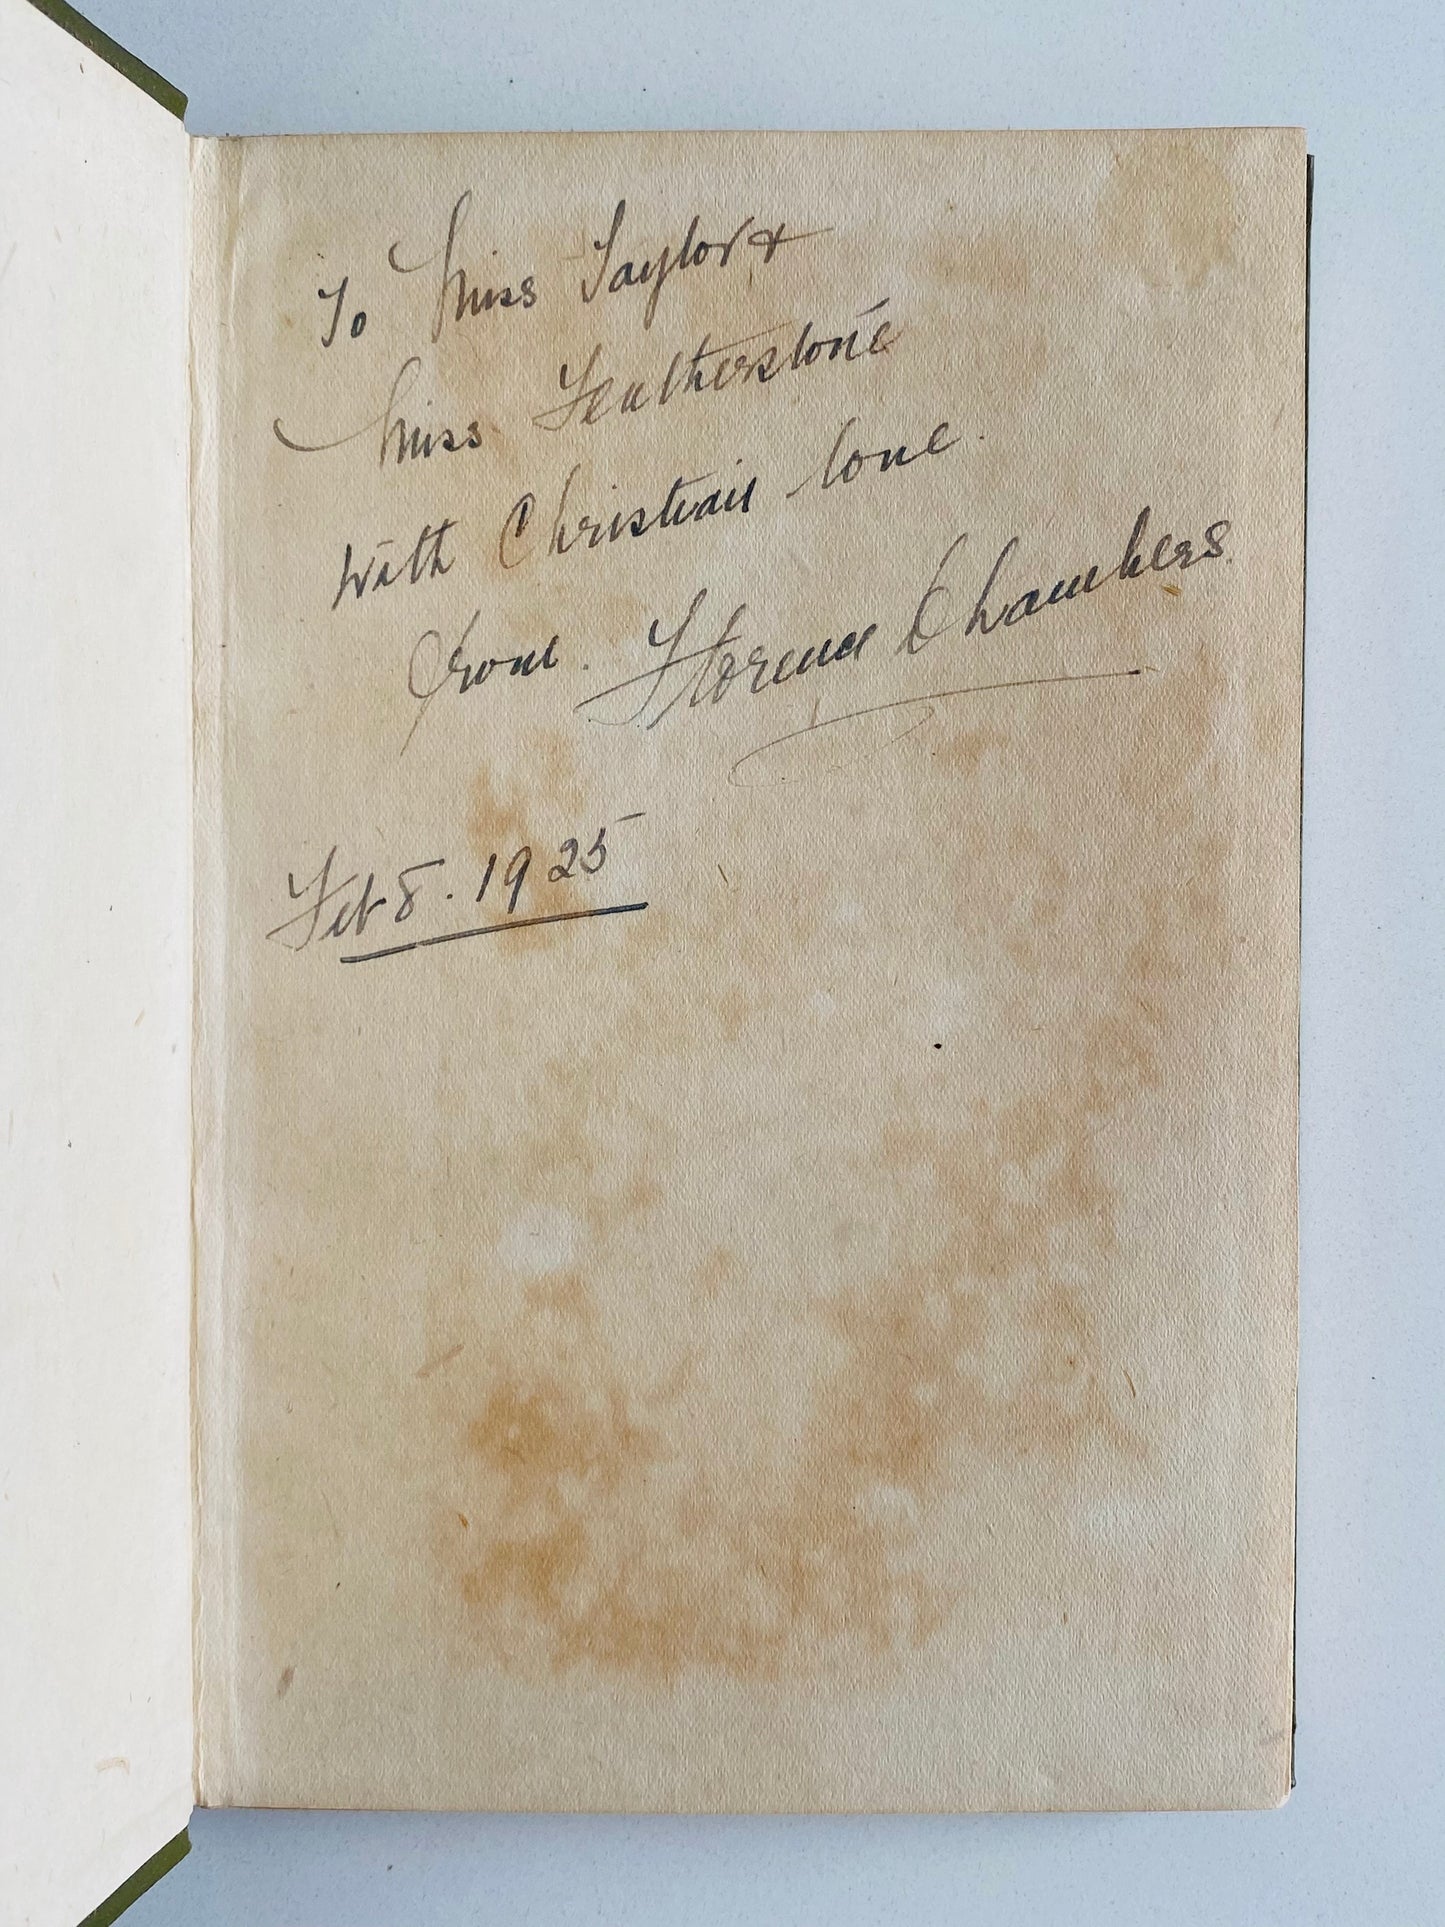 To Miss Taylor &
Miss Featherstone
With Christian love.
from. Florence Chambers.
Feb 8. 1925